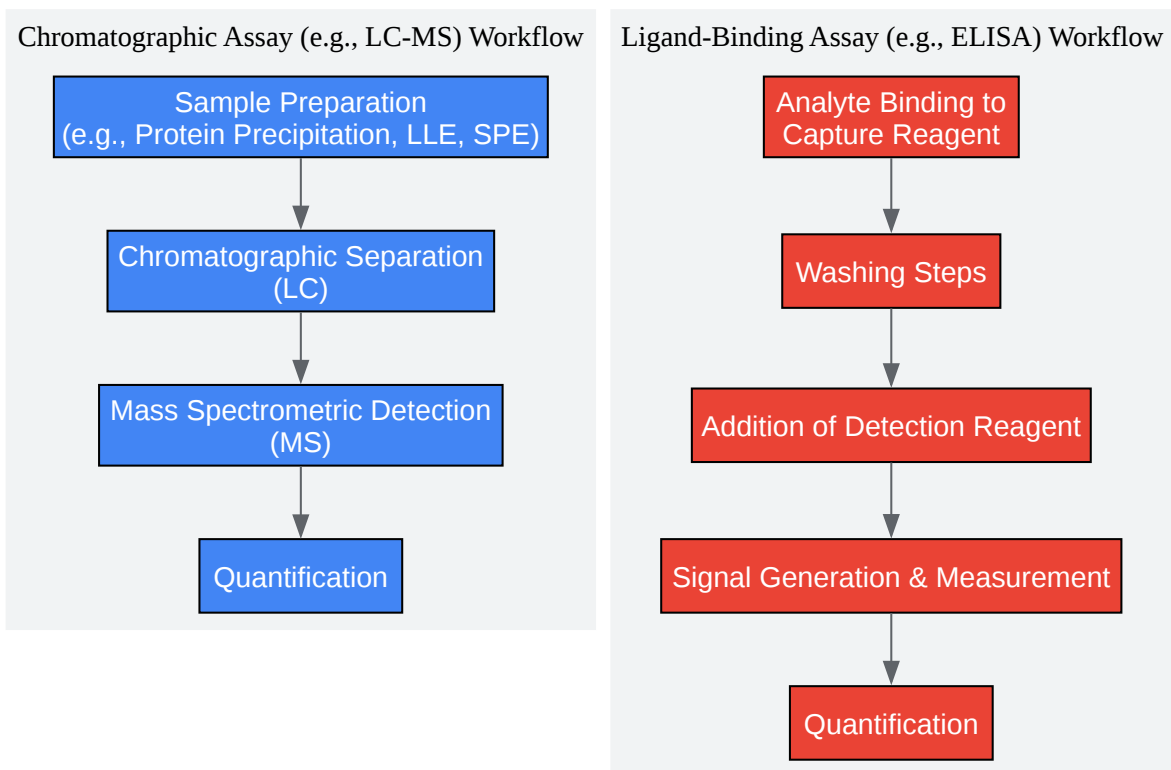 Chromatographic Assay (e.g., LC-MS) Workflow
Sample Preparation
(e.g., Protein Precipitation, LLE, SPE)
Chromatographic Separation
(LC)
Mass Spectrometric Detection
(MS)
Quantification
Ligand-Binding Assay (e.g., ELISA) Workflow
Analyte Binding to
Capture Reagent
Washing Steps
Addition of Detection Reagent
Signal Generation & Measurement
Quantification